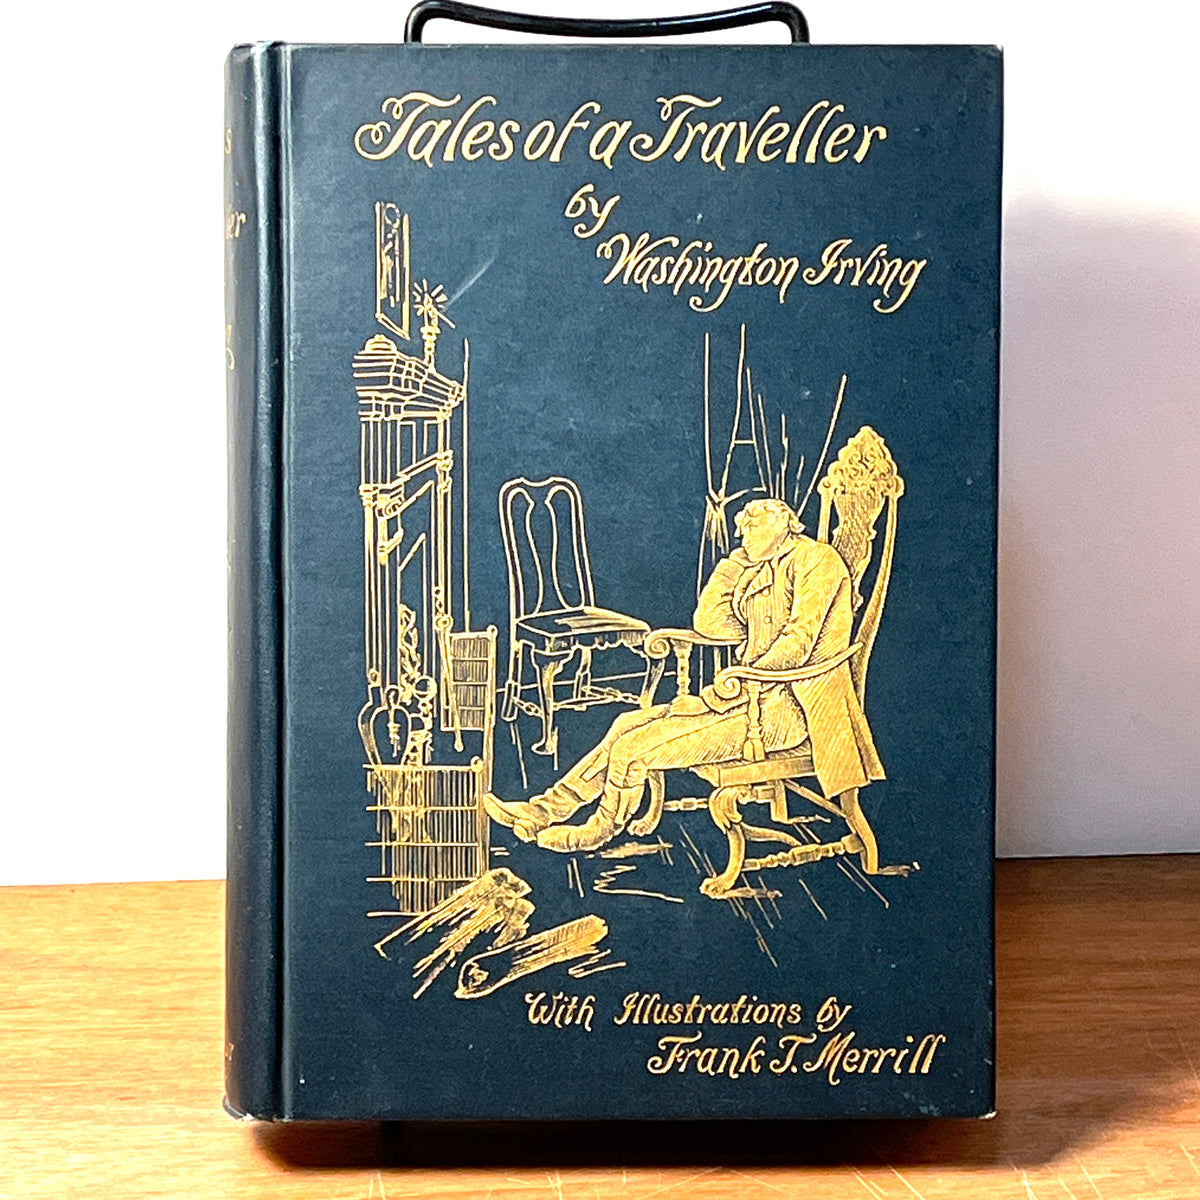 Tales of a Traveller
by
Washington Irving
With Illustrations by
Frank T. Merrill